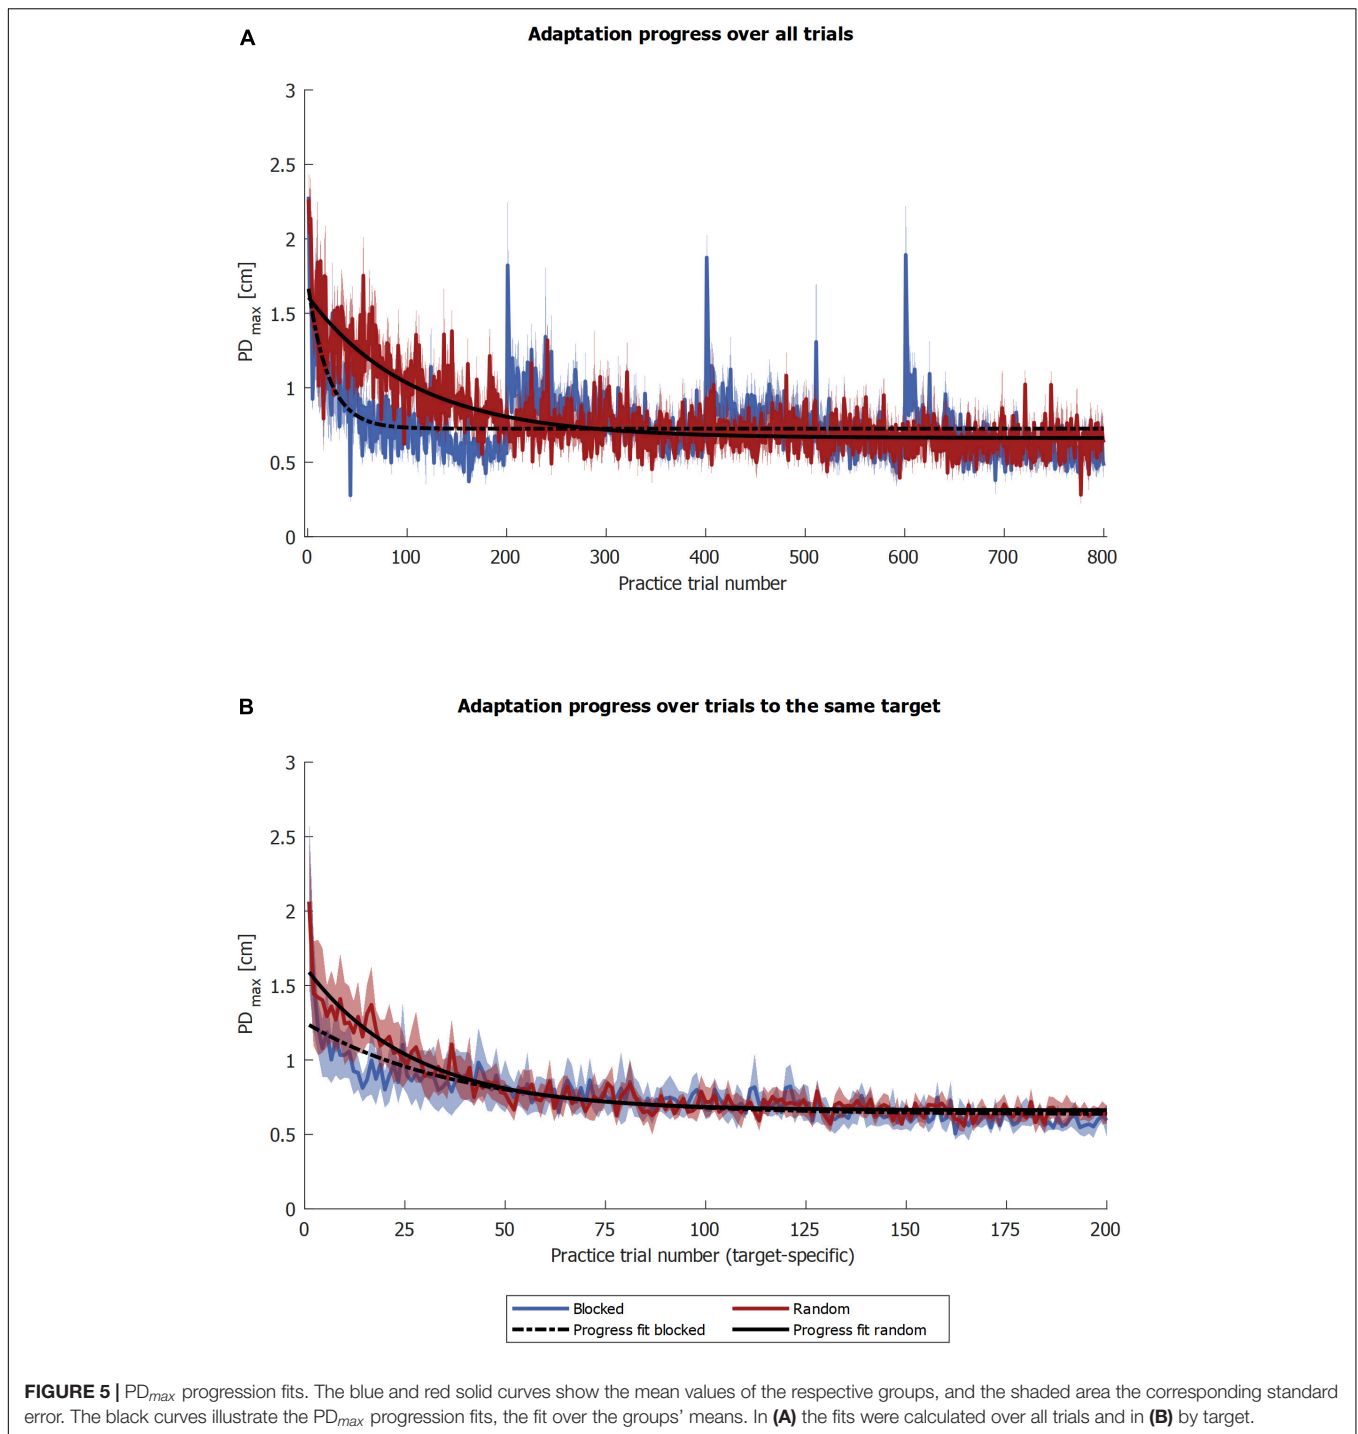 A
Adaptation progress over all trials
3
2.5
2
1.5
1
0.5
0
PD max [cm]
0 100 200 300 400 500 600 700 800
Practice trial number
B
Adaptation progress over trials to the same target
3
2.5
2
1.5
1
0.5
0
PD max [cm]
0 25 50 75 100 125 150 175 200
Practice trial number (target-specific)
Blocked Random
Progress fit blocked Progress fit random
FIGURE 5 | PDmax progression fits. The blue and red solid curves show the mean values of the respective groups, and the shaded area the corresponding standard
error. The black curves illustrate the PDmax progression fits, the fit over the groups’ means. In (A) the fits were calculated over all trials and in (B) by target.